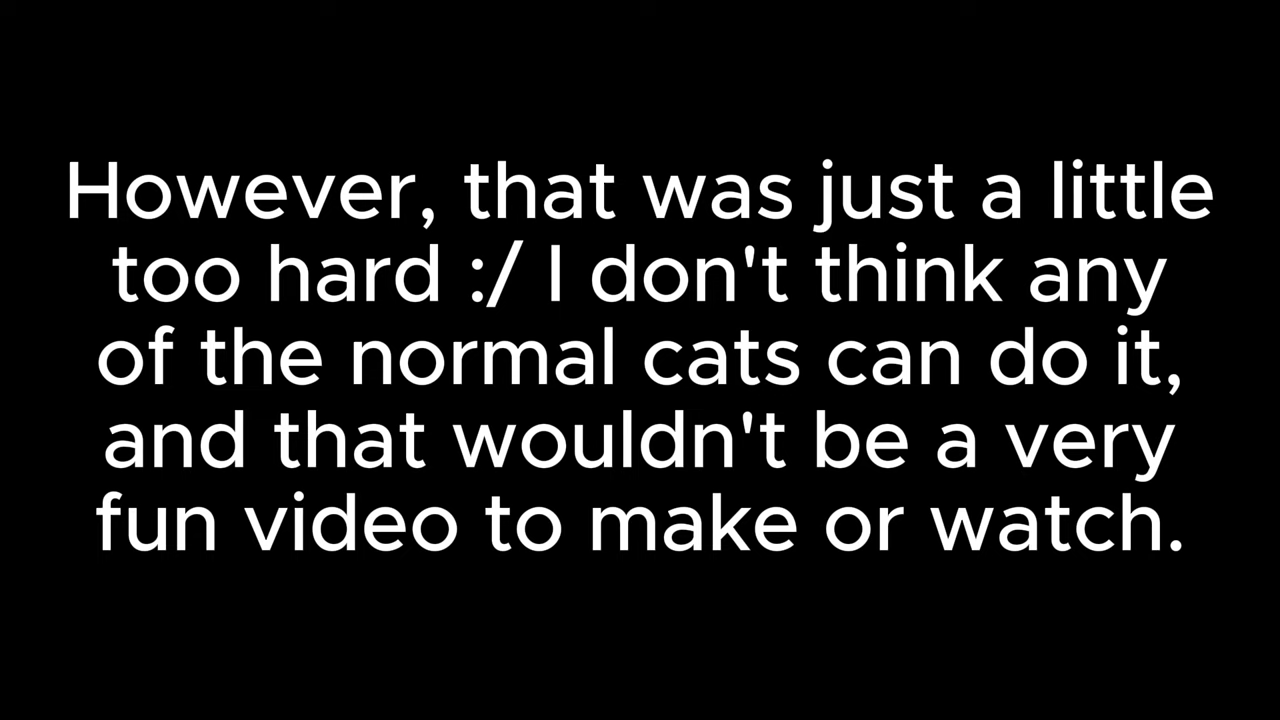 However, that was just a little
too hard :/ I don't think any
of the normal cats can do it,
and that wouldn't be a very
fun video to make or watch.